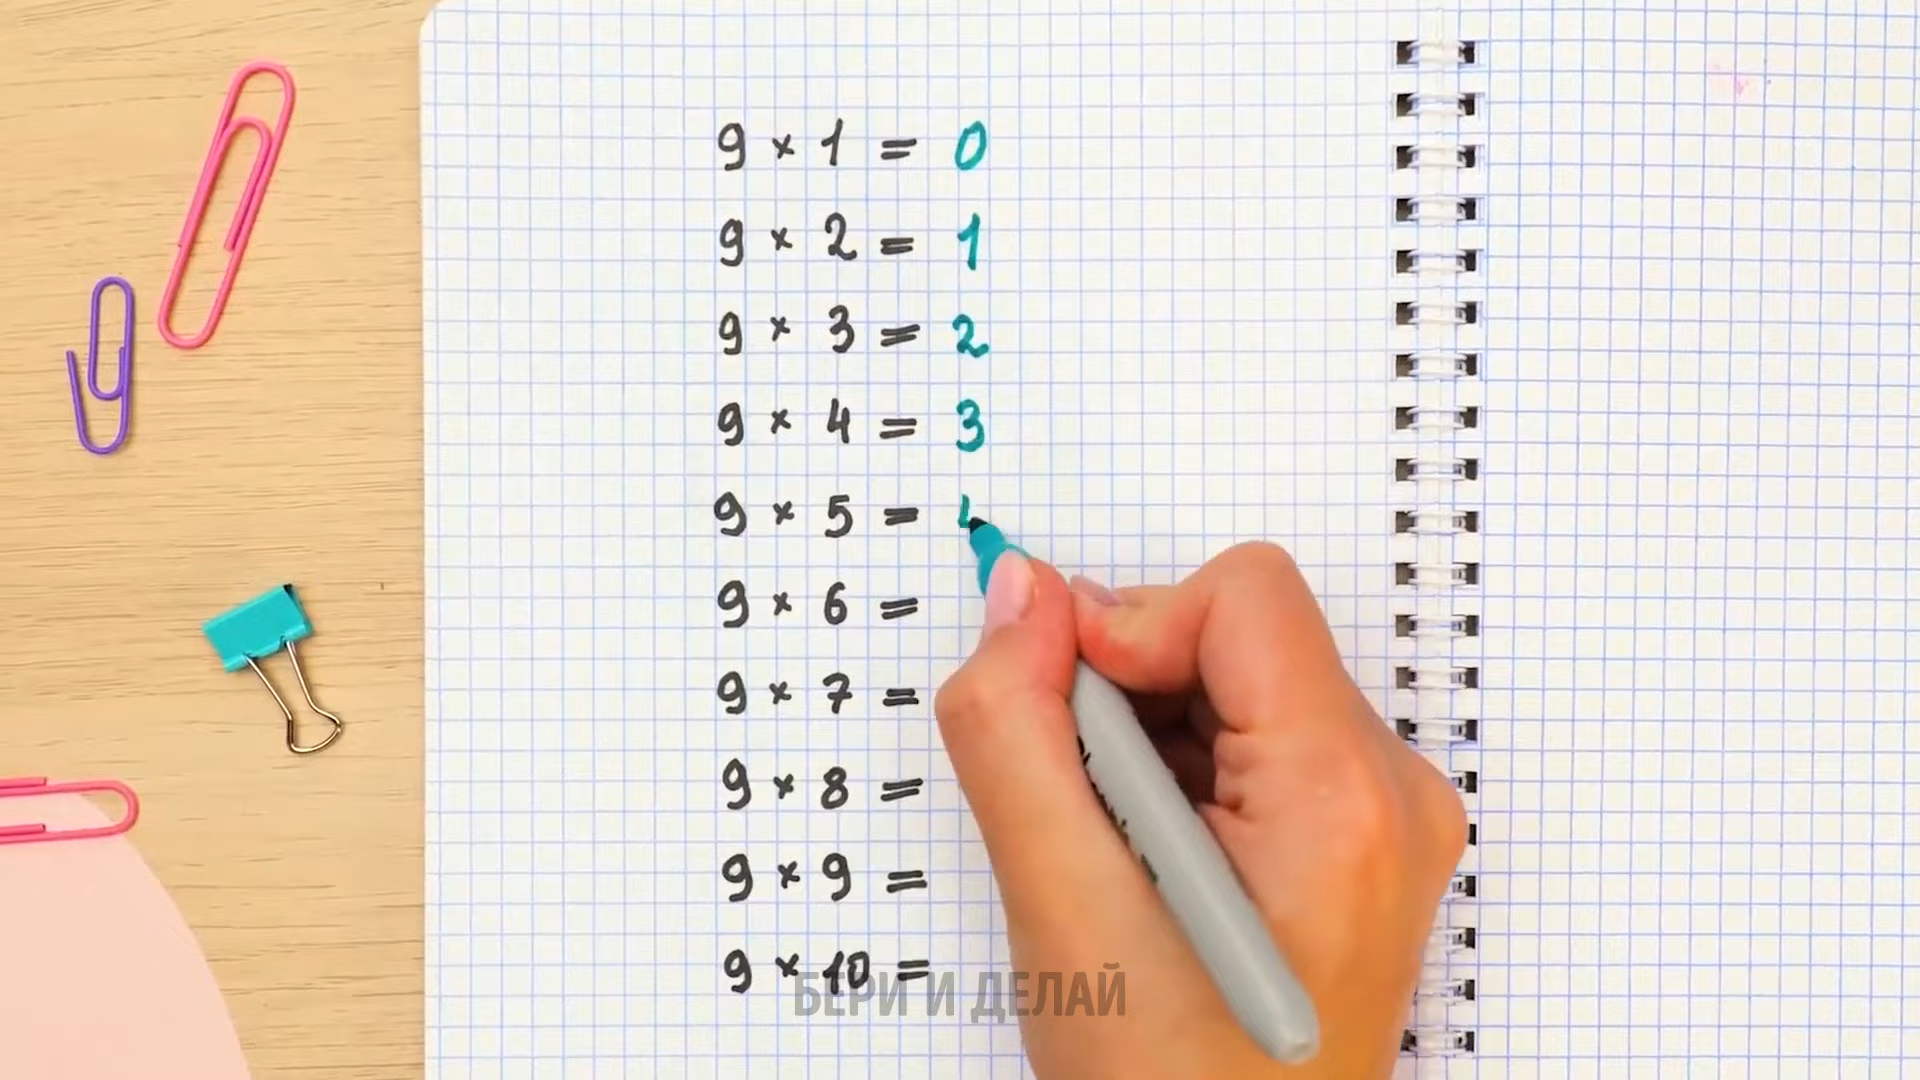 9 × 1 = 0
9 × 2 = 1
9 × 3 = 2
9 × 4 = 3
9 × 5 =
9 × 6 =
9 × 7 =
9 × 8 =
9 × 9 =
9 × 10 =
БЕРИ И ДЕЛАЙ